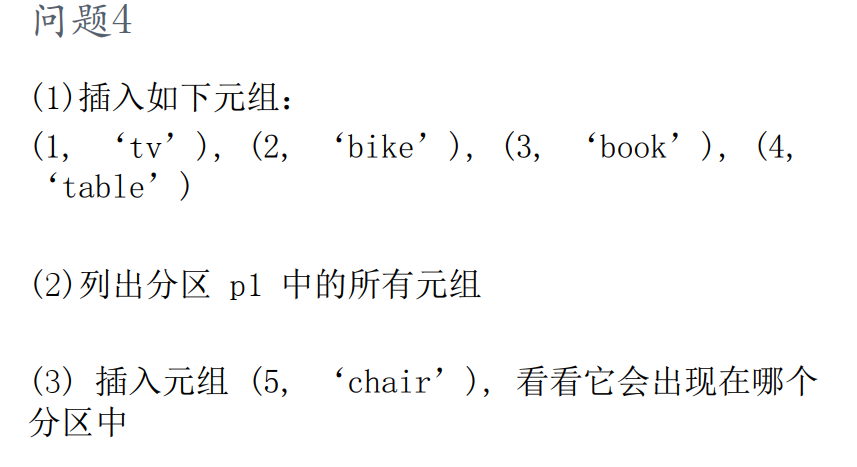 问题4
(1)插入如下元组：
(1, ‘tv’), (2, ‘bike’), (3, ‘book’), (4,
‘table’)
(2)列出分区 p1 中的所有元组
(3) 插入元组 (5, ‘chair’), 看看它会出现在哪个
分区中